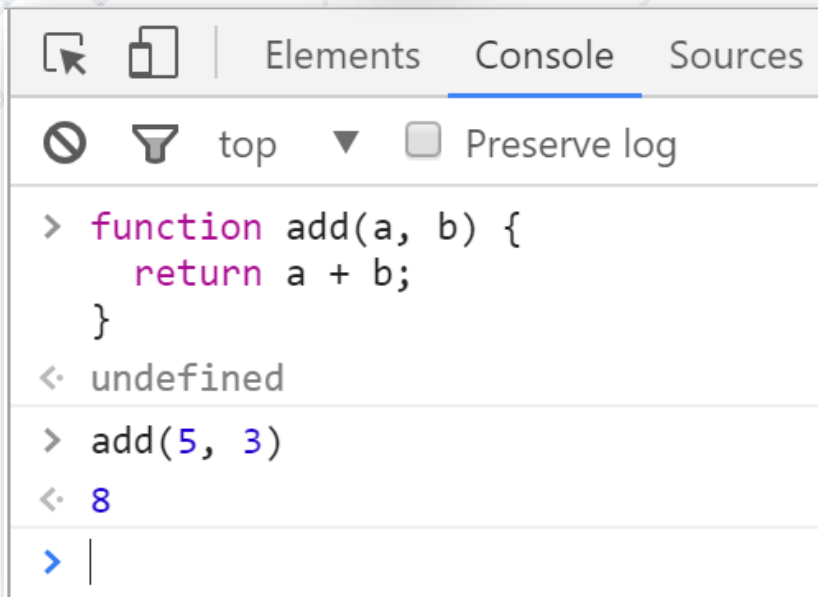 Elements Console Sources
top ▼ Preserve log
> function add(a, b) {
  return a + b;
}
<· undefined
> add(5, 3)
<· 8
>